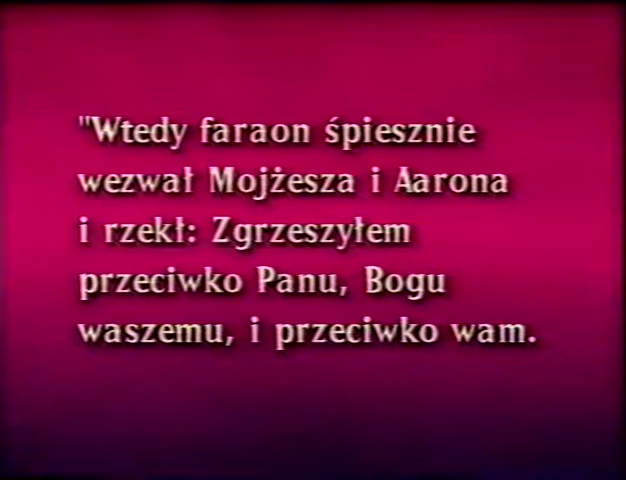 "Wtedy faraon śpiesznie
wezwał Mojżesza i Aarona
i rzekł: Zgrzeszyłem
przeciwko Panu, Bogu
waszemu, i przeciwko wam.